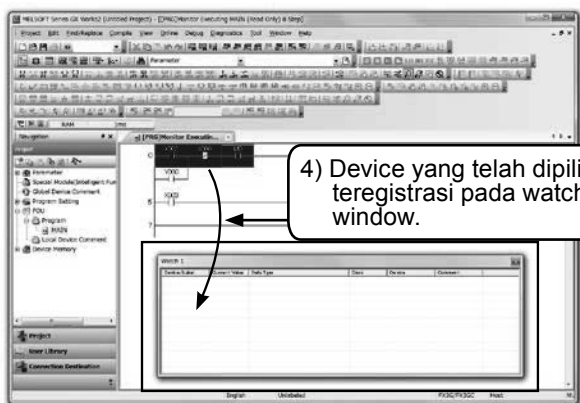 MELSOFT Series GX Works2 (Untitled Project) - [[PRG]Monitor Executing MAIN (Read Only) 8 Step]
Project Edit Find/Replace Compile View Online Debug Diagnostics Tool Window Help
Parameter
Navigation
[PRG]Monitor Executin...
Project
Parameter
Special Module(Intelligent Fun
Global Device Comment
Program Setting
POU
Program
MAIN
Local Device Comment
Device Memory
0
Y000
5
X003
7
4) Device yang telah dipili
teregistrasi pada watch
window.
Watch 1
Device/Label Current Value Data Type Class Device Comment
Project
User Library
Connection Destination
English Unlabeled FX3G/FX3GC Host